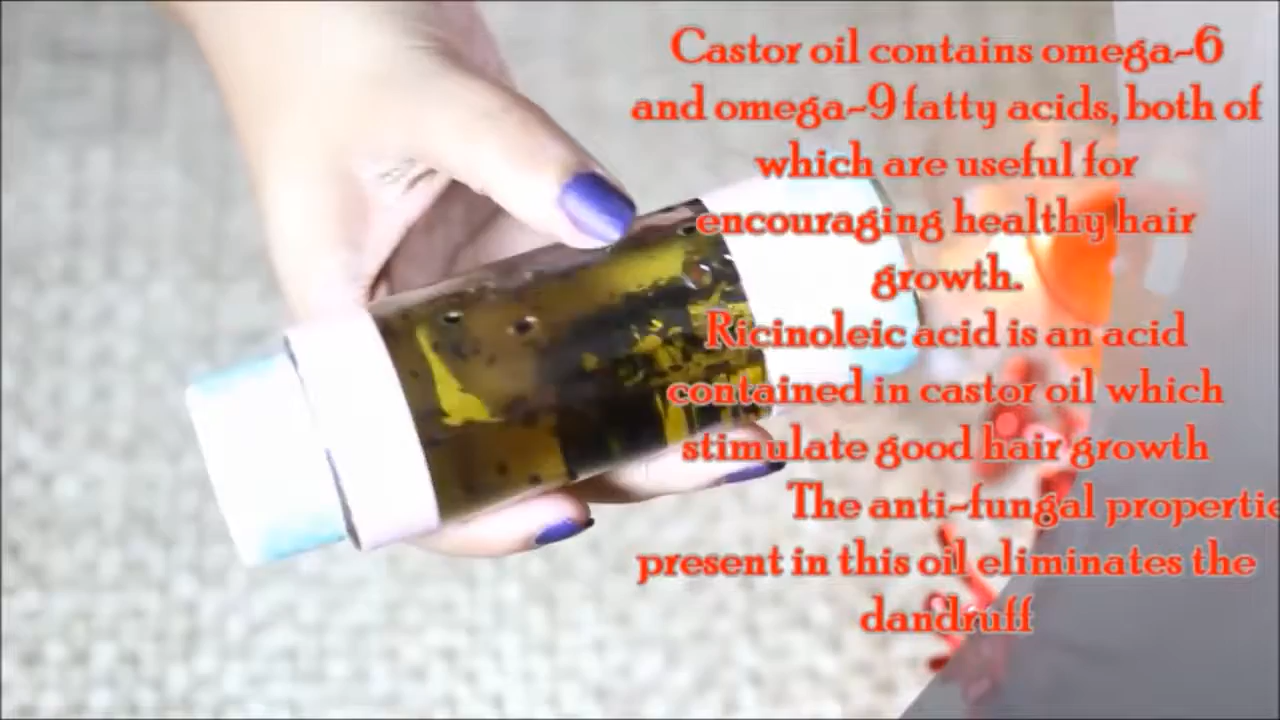 Castor oil contains omega-6
and omega-9 fatty acids, both of
which are useful for
encouraging healthy hair
growth.
Ricinoleic acid is an acid
contained in castor oil which
stimulate good hair growth
The anti-fungal propertie
present in this oil eliminates the
dandruff